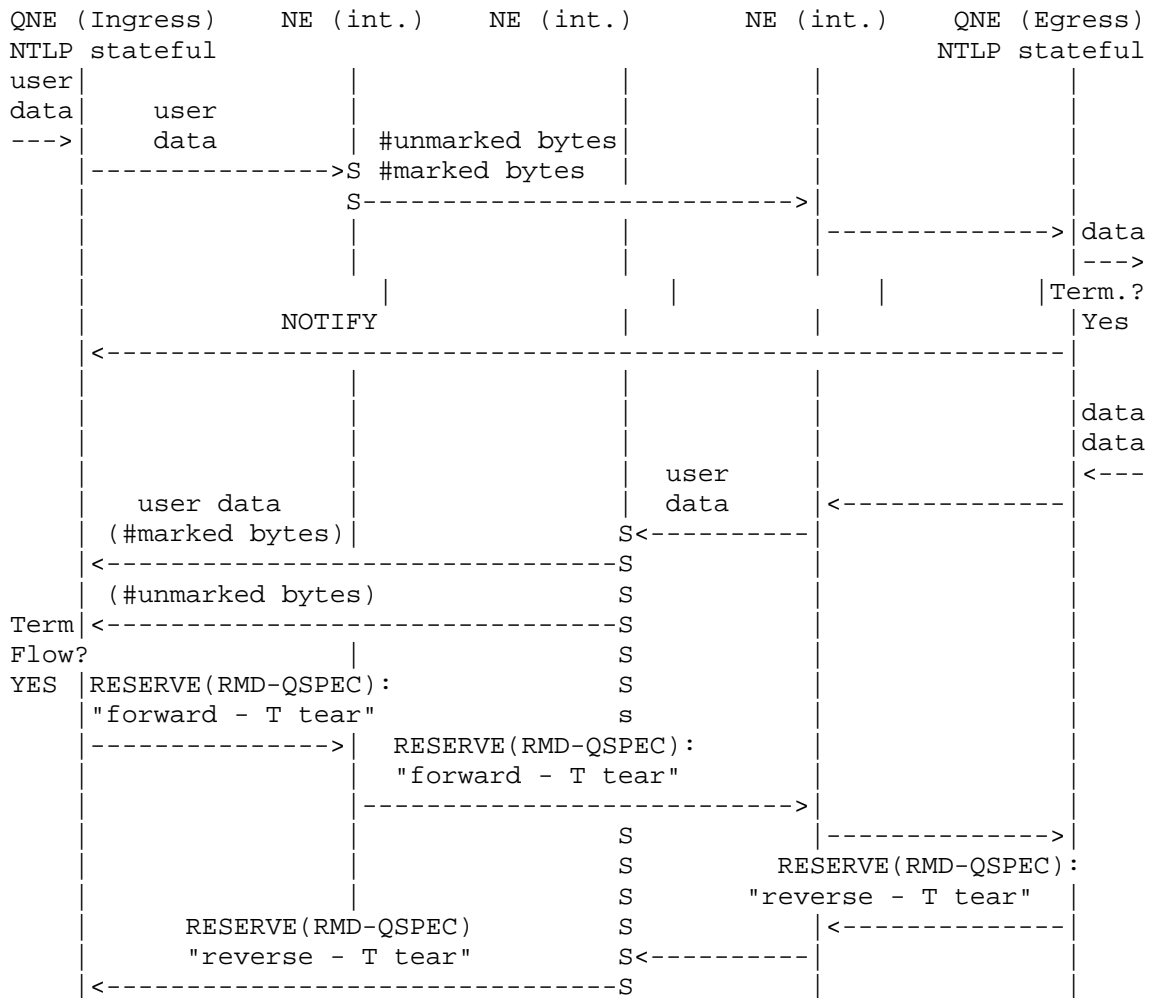 QNE (Ingress)    NE (int.)    NE (int.)        NE (int.)    QNE (Egress)
NTLP stateful                                              NTLP stateful
user|                |                |            |               |
data|    user        |                |            |               |
--->|    data        | #unmarked bytes|            |               |
    |--------------->S #marked bytes  |            |               |
    |                S--------------------------->|               |
    |                |                |            |-------------->|data
    |                |                |            |               |--->
    |                  |                 |            |         |Term.?
    |            NOTIFY               |            |               |Yes
    |<-------------------------------------------------------------|
    |                |                |            |               |
    |                |                |            |               |data
    |                |                |            |               |data
    |                |                |  user      |               |<---
    |   user data    |                |  data      |<--------------|
    | (#marked bytes)|                S<----------|               |
    |<--------------------------------S            |               |
    | (#unmarked bytes)               S            |               |
Term|<--------------------------------S            |               |
Flow?                |                S            |               |
YES |RESERVE(RMD-QSPEC):              S            |               |
    |"forward - T tear"               s            |               |
    |--------------->|  RESERVE(RMD-QSPEC):        |               |
    |                |  "forward - T tear"         |               |
    |                |--------------------------->|               |
    |                |                S            |-------------->|
    |                |                S          RESERVE(RMD-QSPEC):
    |                |                S        "reverse - T tear"  |
    |      RESERVE(RMD-QSPEC)         S            |<--------------|
    |      "reverse - T tear"         S<----------|               |
    |<--------------------------------S            |               |